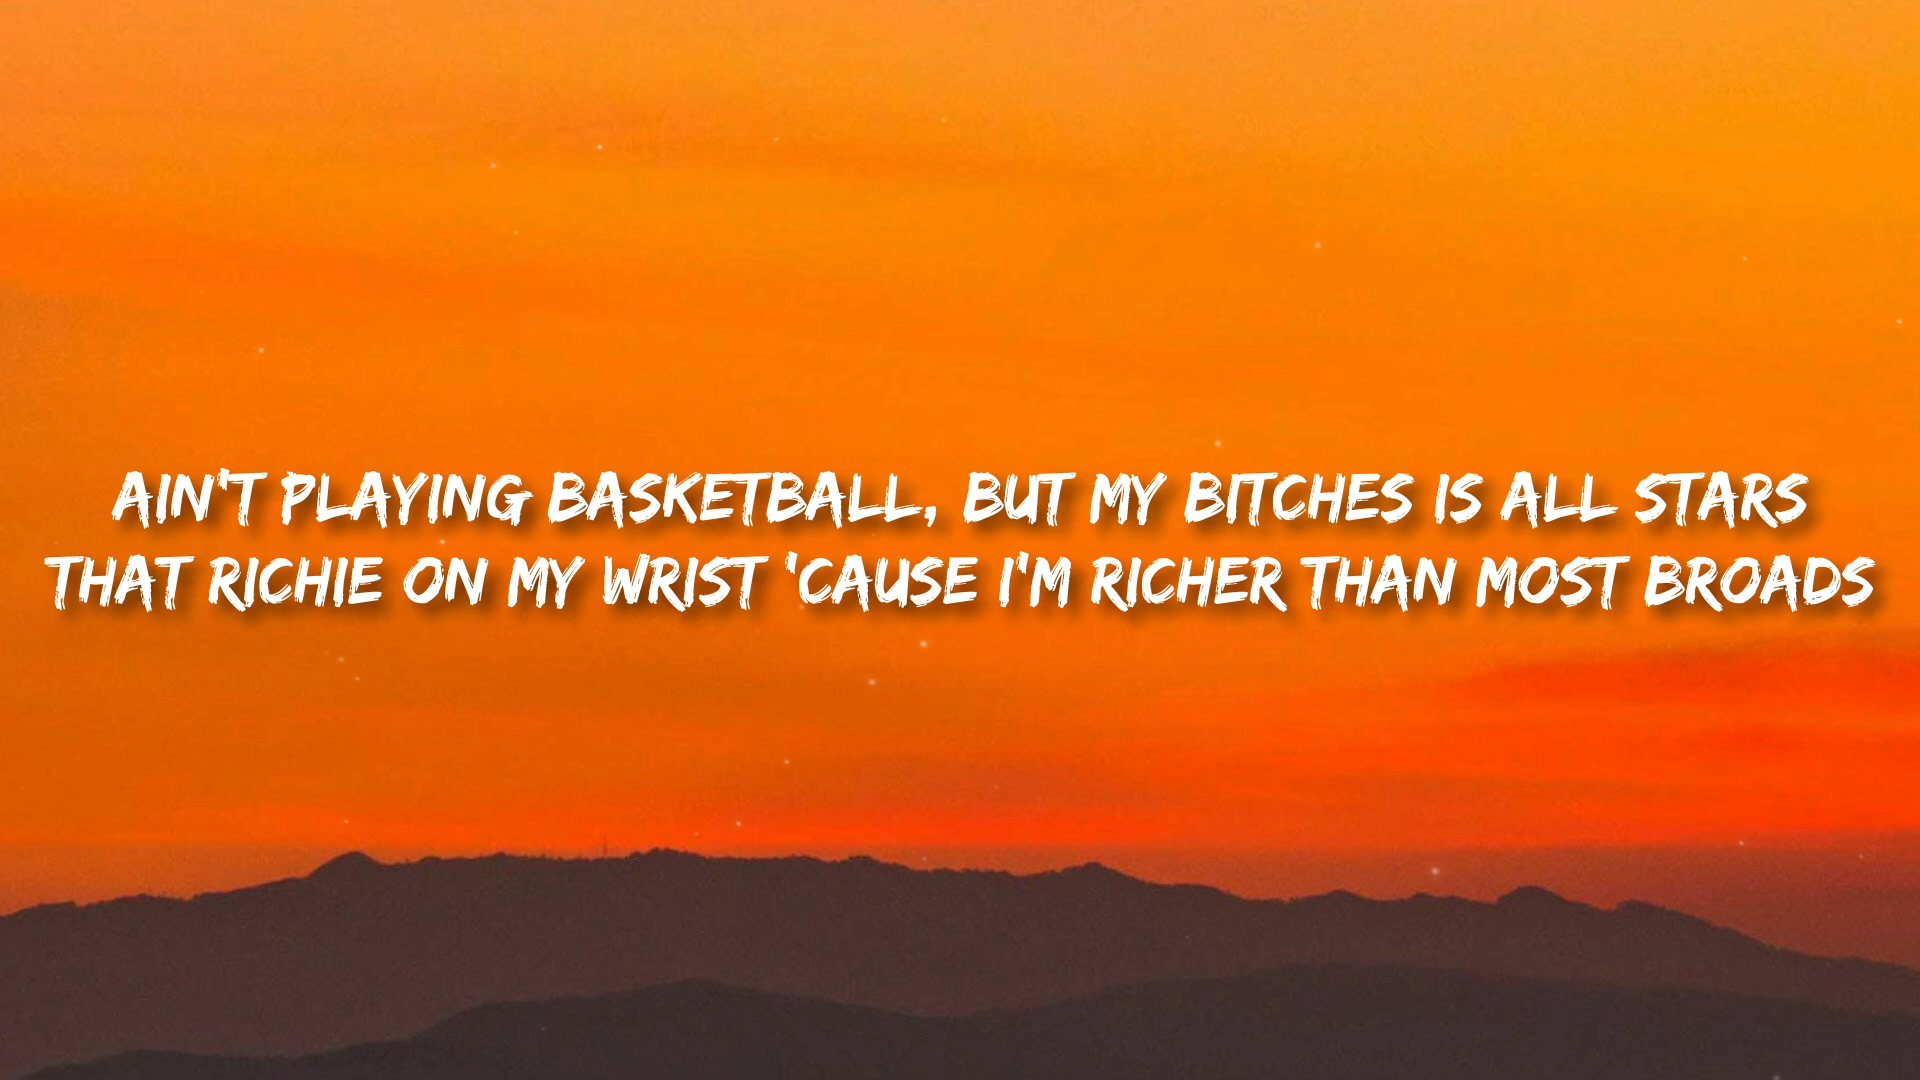 AIN'T PLAYING BASKETBALL, BUT MY BITCHES IS ALL STARS
THAT RICHIE ON MY WRIST 'CAUSE I'M RICHER THAN MOST BROADS